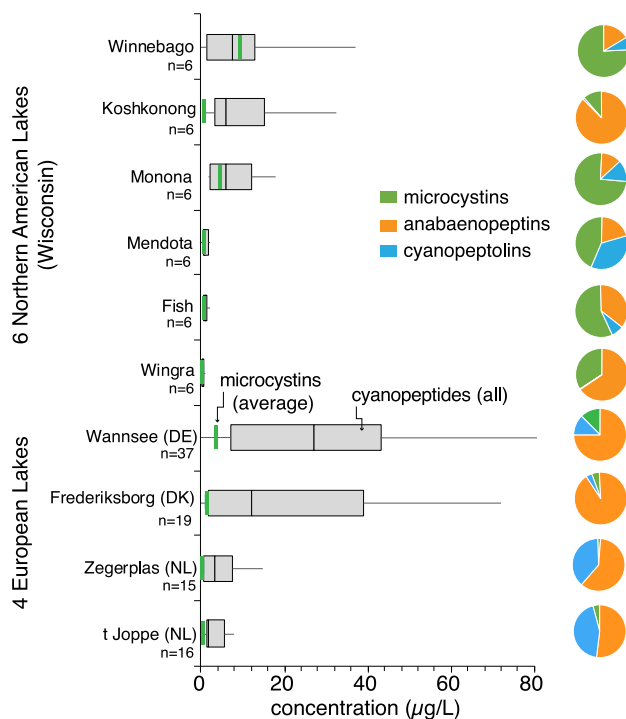 6 Northern American Lakes
(Wisconsin)
4 European Lakes
Winnebago
n=6
Koshkonong
n=6
Monona
n=6
Mendota
n=6
Fish
n=6
Wingra
n=6
Wannsee (DE)
n=37
Frederiksborg (DK)
n=19
Zegerplas (NL)
n=15
t Joppe (NL)
n=16
microcystins
anabaenopeptins
cyanopeptolins
microcystins
(average)
cyanopeptides (all)
0 20 40 60 80
concentration (µg/L)